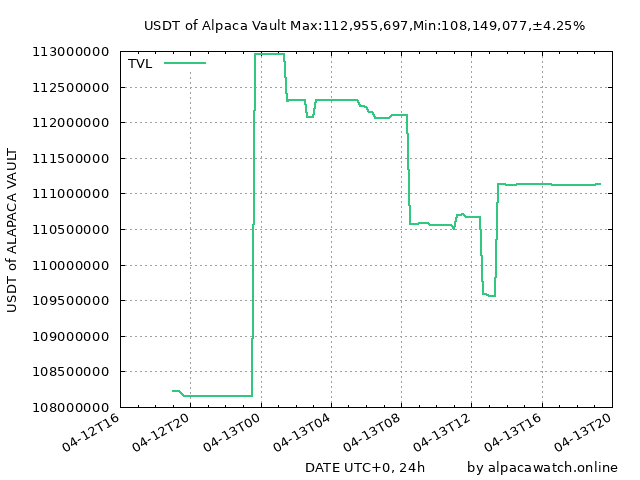 USDT of Alpaca Vault Max:112,955,697,Min:108,149,077,±4.25%
TVL
113000000
112500000
112000000
111500000
111000000
110500000
110000000
109500000
109000000
108500000
108000000
USDT of ALAPACA VAULT
04-12T16
04-12T20
04-13T00
04-13T04
04-13T08
04-13T12
04-13T16
04-13T20
DATE UTC+0, 24h by alpacawatch.online